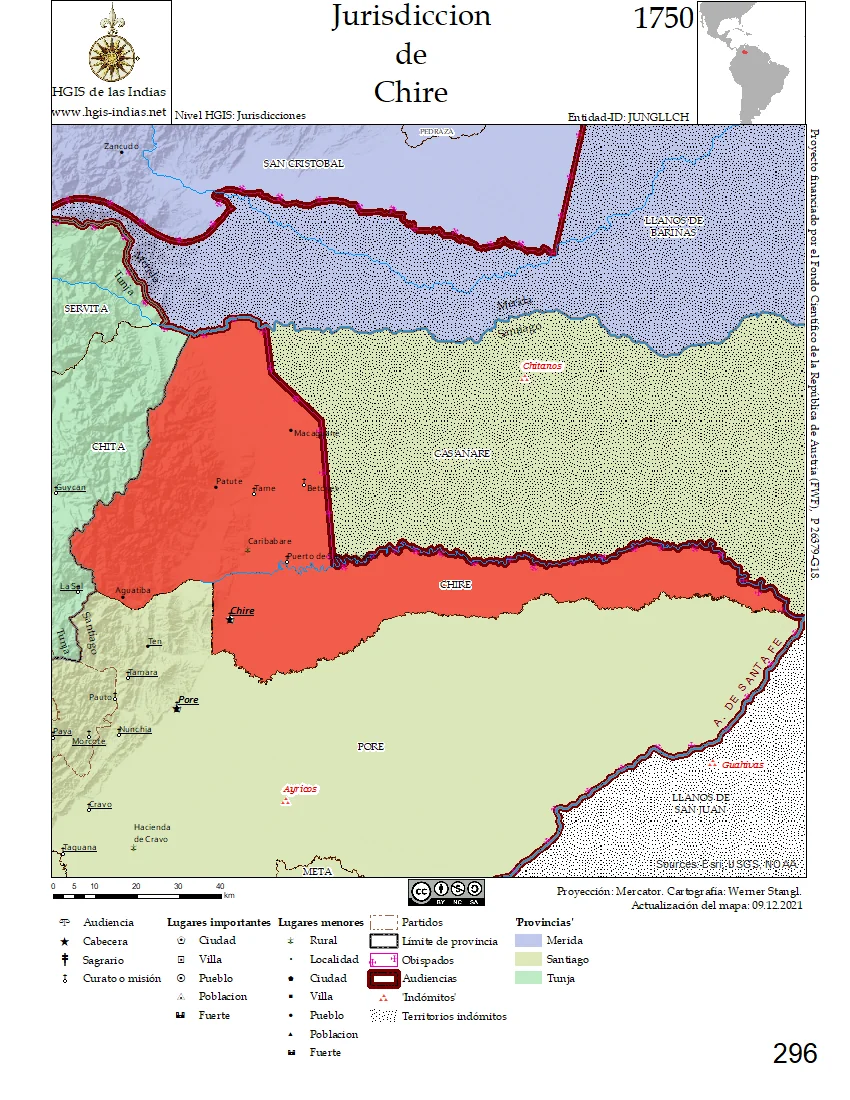 Jurisdiccion
de
Chire
1750
HGIS de las Indias
www.hgis-indias.net
Nivel HGIS: Jurisdicciones
Entidad-ID: JUNGLLCH
Proyecto financiado por el Fondo Científico de la República de Austria (FWF), P 26379-G18
PEDRAZA
Zancudo
SAN CRISTOBAL
LLANOS DE
BARINAS
Merida
Tunja
SERVITA
Merida
Santiago
Chitanos
CHITA
Macaguane
CASANARE
Guycan
Patute
Tame
Betoyes
Caribabare
Puerto de
La Sal
Aguatiba
CHIRE
Chire
Santiago
Tunja
Ten
Tamara
Pauto
Pore
Paya
Morcote
Nunchia
PORE
A. DE SANTA FE
Guahivas
Ayricos
LLANOS DE
SAN JUAN
Cravo
Hacienda
de Cravo
Taguana
META
Sources: Esri, USGS, NOAA
0 5 10 20 30 40
km
CC BY NC SA
Proyección: Mercator. Cartografía: Werner Stangl.
Actualización del mapa: 09.12.2021
Audiencia
Cabecera
Sagrario
Curato o misión
Lugares importantes
Ciudad
Villa
Pueblo
Poblacion
Fuerte
Lugares menores
Rural
Localidad
Ciudad
Villa
Pueblo
Poblacion
Fuerte
Partidos
Límite de provincia
Obispados
Audiencias
'Indómitos'
Territorios indómitos
'Provincias'
Merida
Santiago
Tunja
296